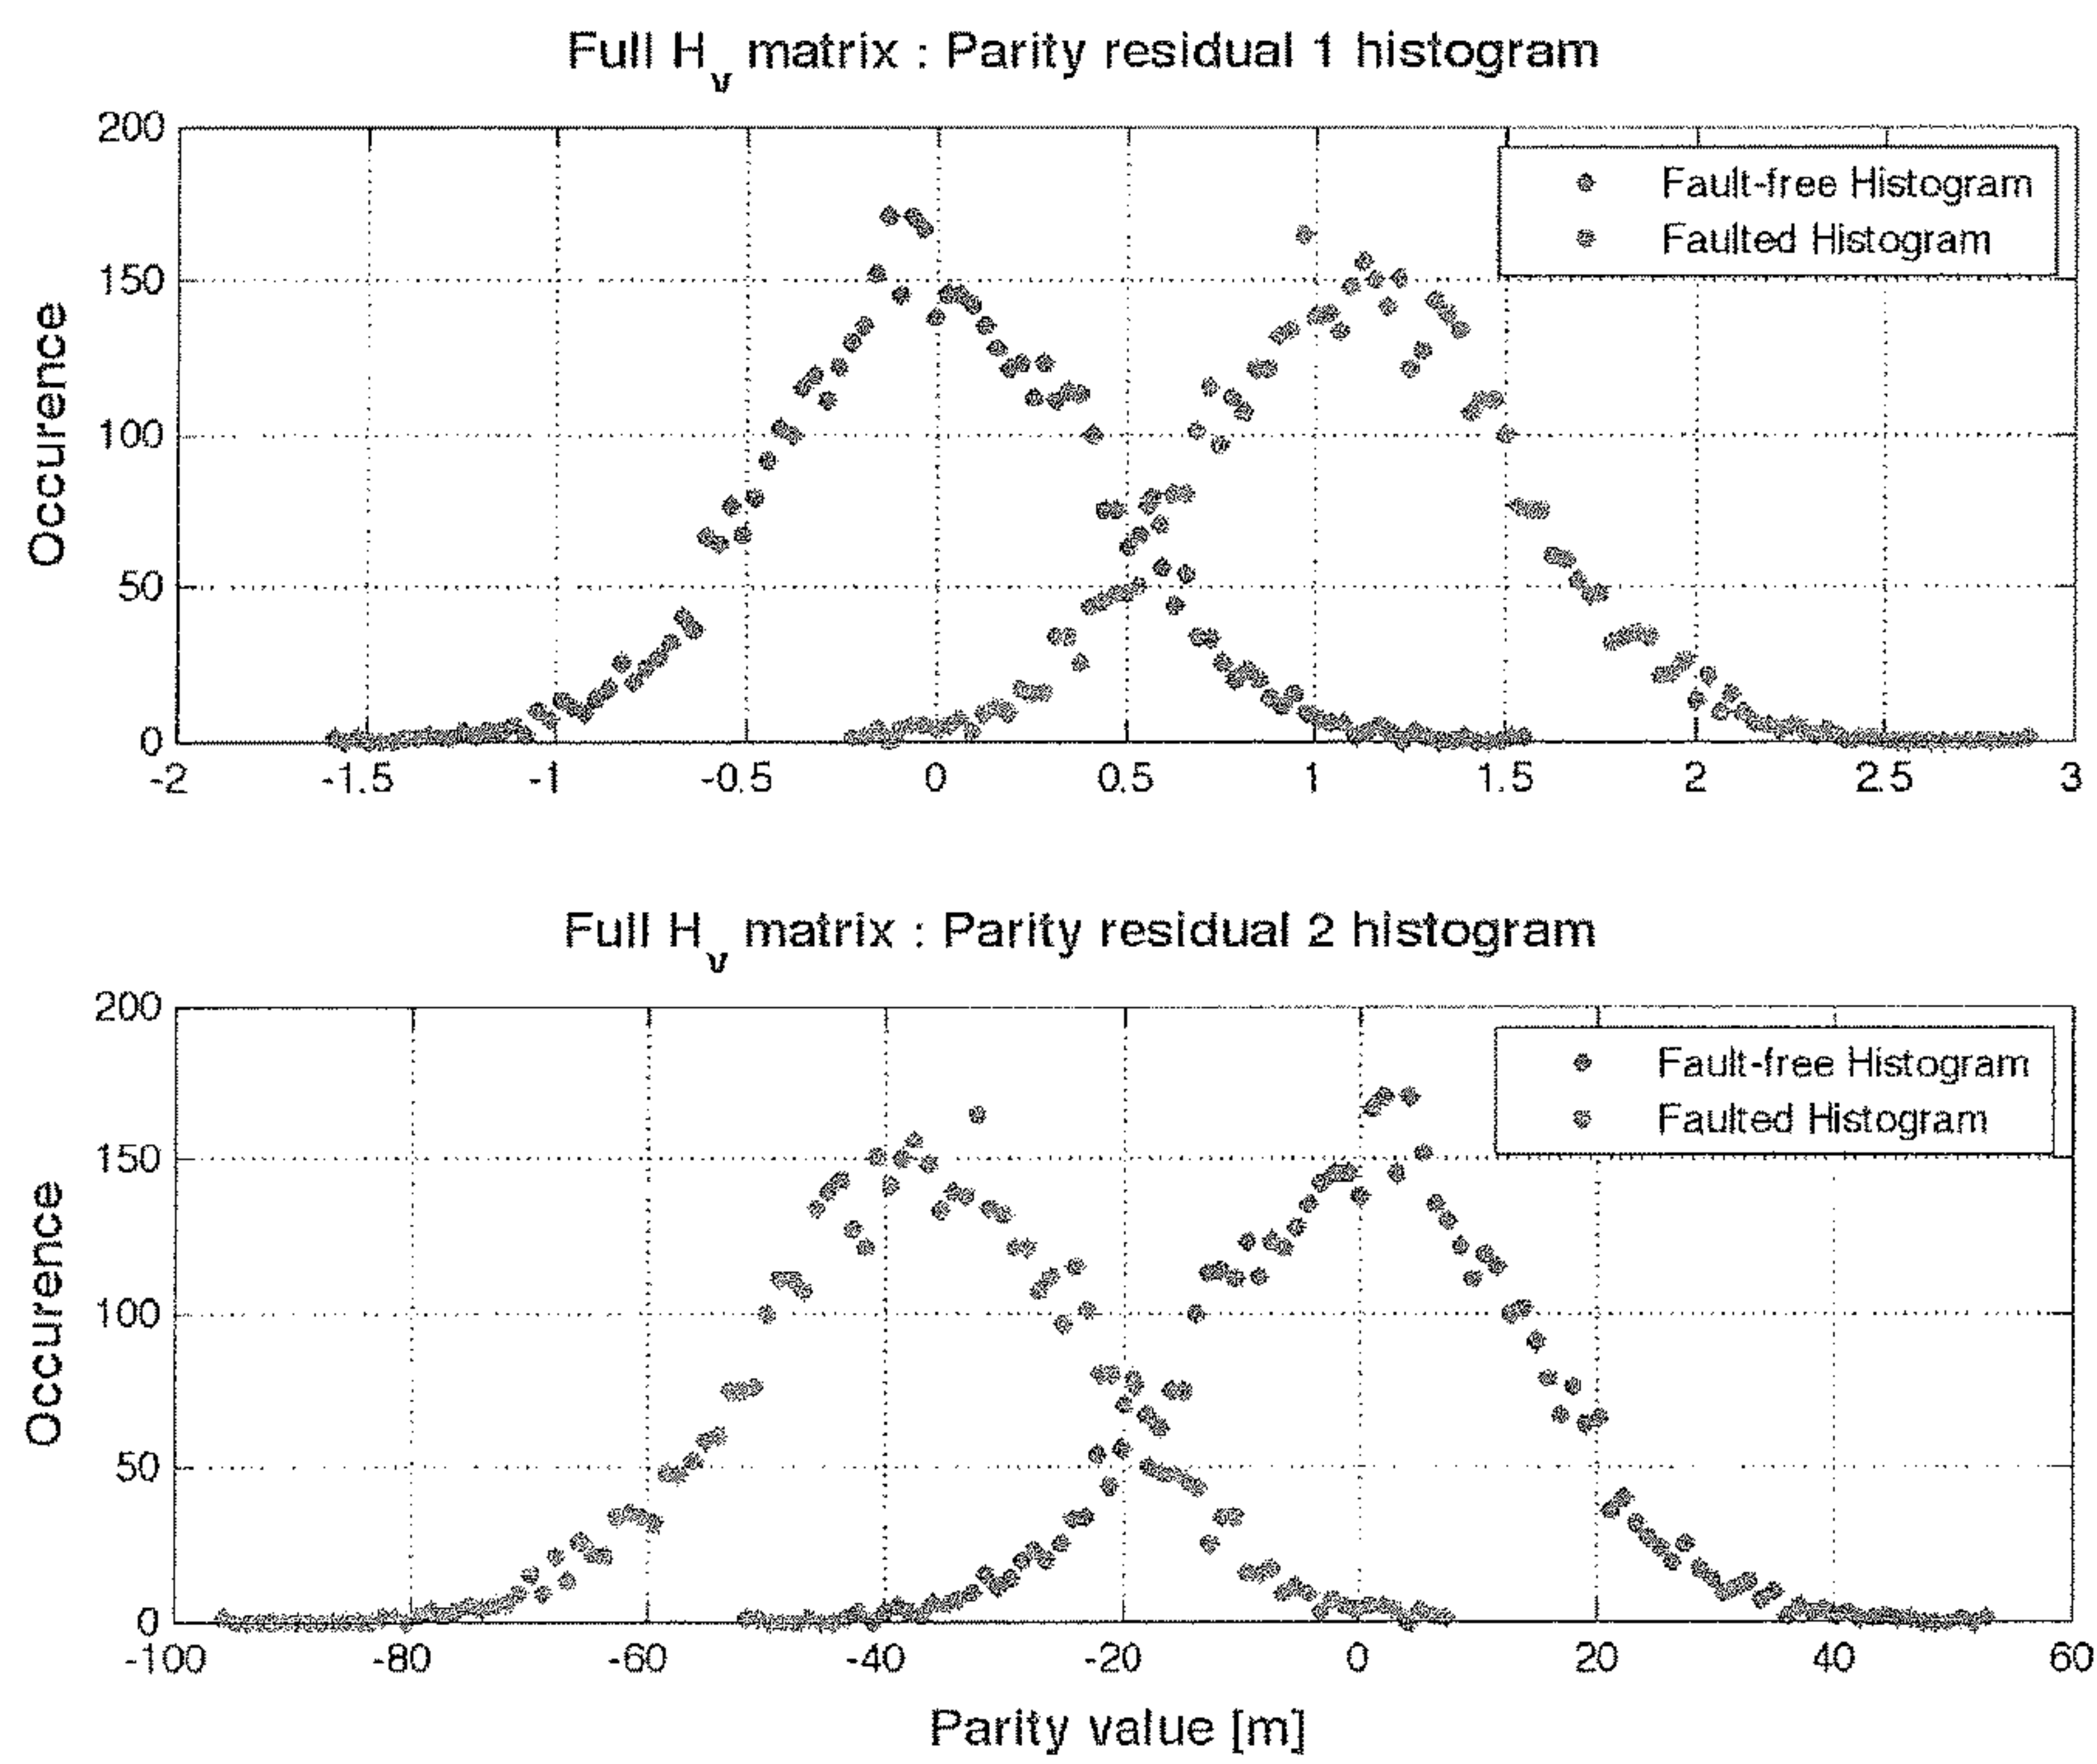 Full Hν matrix : Parity residual 1 histogram
200
150
100
50
0
Occurence
Fault-free Histogram
Faulted Histogram
-2 -1.5 -1 -0.5 0 0.5 1 1.5 2 2.5 3
Full Hν matrix : Parity residual 2 histogram
200
150
100
50
0
Occurence
Fault-free Histogram
Faulted Histogram
-100 -80 -60 -40 -20 0 20 40 60
Parity value [m]